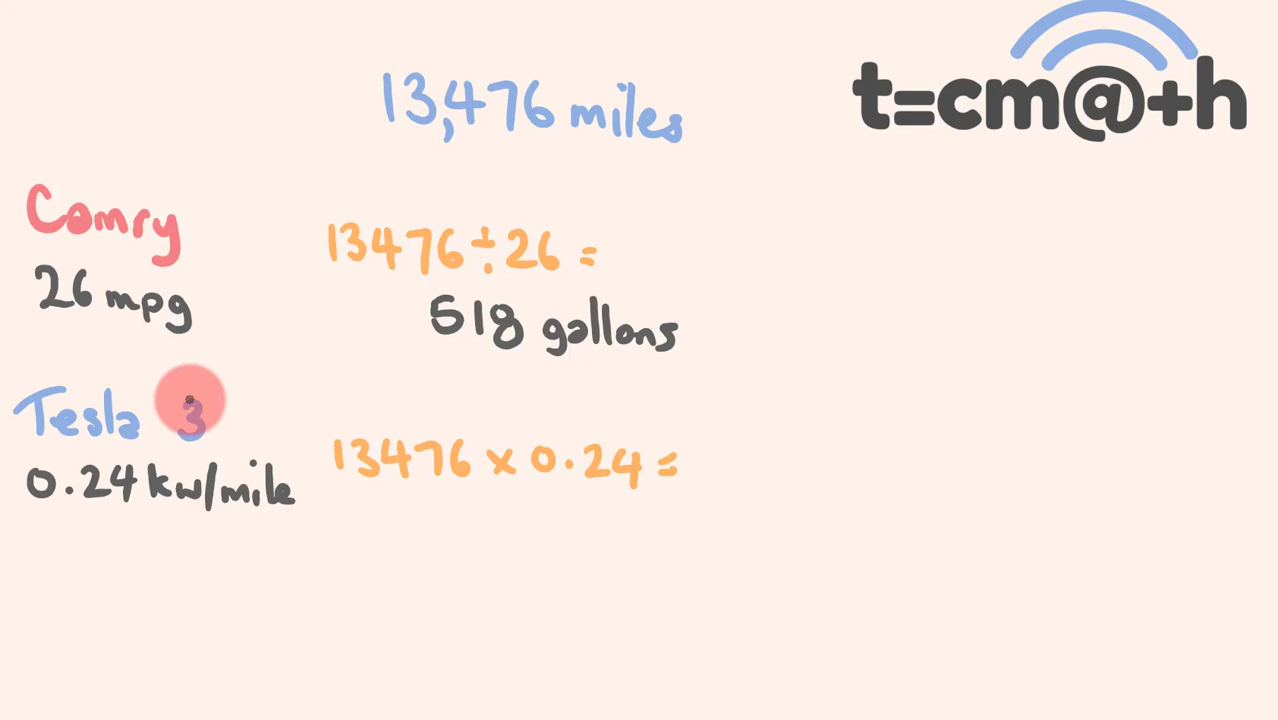 t=cm@+h
13,476 miles
Camry
26 mpg
13476 ÷ 26 =
518 gallons
Tesla 3
0.24 kw/mile
13476 x 0.24 =